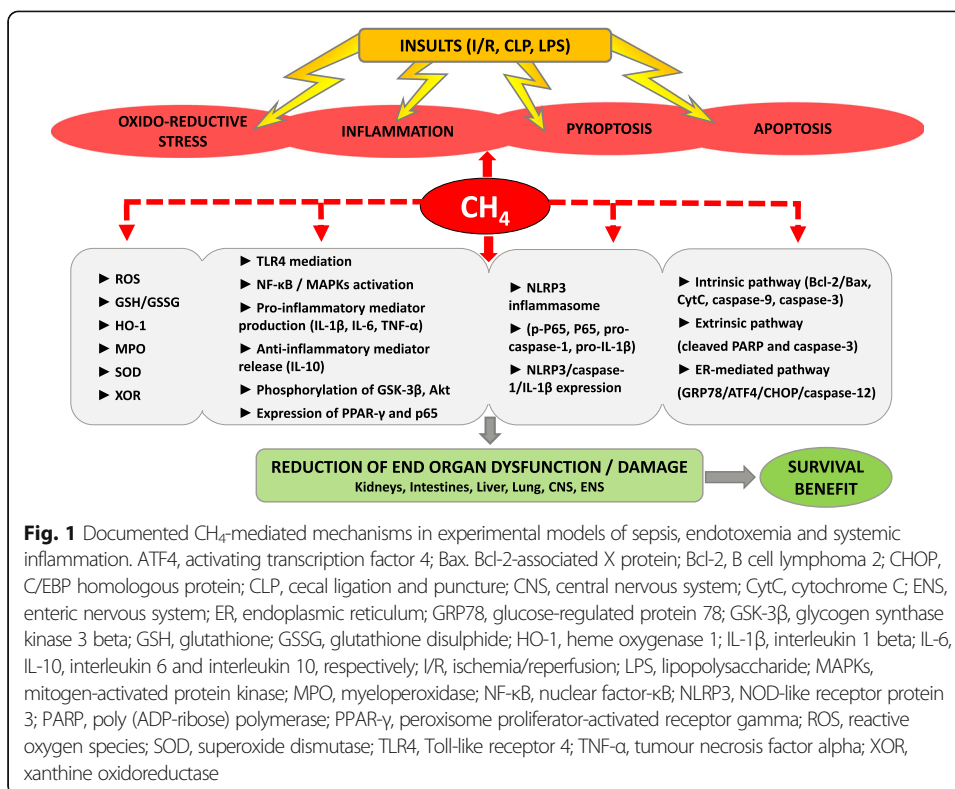 INSULTS (I/R, CLP, LPS)
OXIDO-REDUCTIVE
STRESS
INFLAMMATION
PYROPTOSIS
APOPTOSIS
CH₄
► ROS
► GSH/GSSG
► HO-1
► MPO
► SOD
► XOR
► TLR4 mediation
► NF-κB / MAPKs activation
► Pro-inflammatory mediator
production (IL-1β, IL-6, TNF-α)
► Anti-inflammatory mediator
release (IL-10)
► Phosphorylation of GSK-3β, Akt
► Expression of PPAR-γ and p65
► NLRP3
inflammasome
► (p-P65, P65, pro-
caspase-1, pro-IL-1β)
► NLRP3/caspase-
1/IL-1β expression
► Intrinsic pathway (Bcl-2/Bax,
CytC, caspase-9, caspase-3)
► Extrinsic pathway
(cleaved PARP and caspase-3)
► ER-mediated pathway
(GRP78/ATF4/CHOP/caspase-12)
REDUCTION OF END ORGAN DYSFUNCTION / DAMAGE
Kidneys, Intestines, Liver, Lung, CNS, ENS
SURVIVAL
BENEFIT
Fig. 1 Documented CH₄-mediated mechanisms in experimental models of sepsis, endotoxemia and systemic
inflammation. ATF4, activating transcription factor 4; Bax. Bcl-2-associated X protein; Bcl-2, B cell lymphoma 2; CHOP,
C/EBP homologous protein; CLP, cecal ligation and puncture; CNS, central nervous system; CytC, cytochrome C; ENS,
enteric nervous system; ER, endoplasmic reticulum; GRP78, glucose-regulated protein 78; GSK-3β, glycogen synthase
kinase 3 beta; GSH, glutathione; GSSG, glutathione disulphide; HO-1, heme oxygenase 1; IL-1β, interleukin 1 beta; IL-6,
IL-10, interleukin 6 and interleukin 10, respectively; I/R, ischemia/reperfusion; LPS, lipopolysaccharide; MAPKs,
mitogen-activated protein kinase; MPO, myeloperoxidase; NF-κB, nuclear factor-κB; NLRP3, NOD-like receptor protein
3; PARP, poly (ADP-ribose) polymerase; PPAR-γ, peroxisome proliferator-activated receptor gamma; ROS, reactive
oxygen species; SOD, superoxide dismutase; TLR4, Toll-like receptor 4; TNF-α, tumour necrosis factor alpha; XOR,
xanthine oxidoreductase